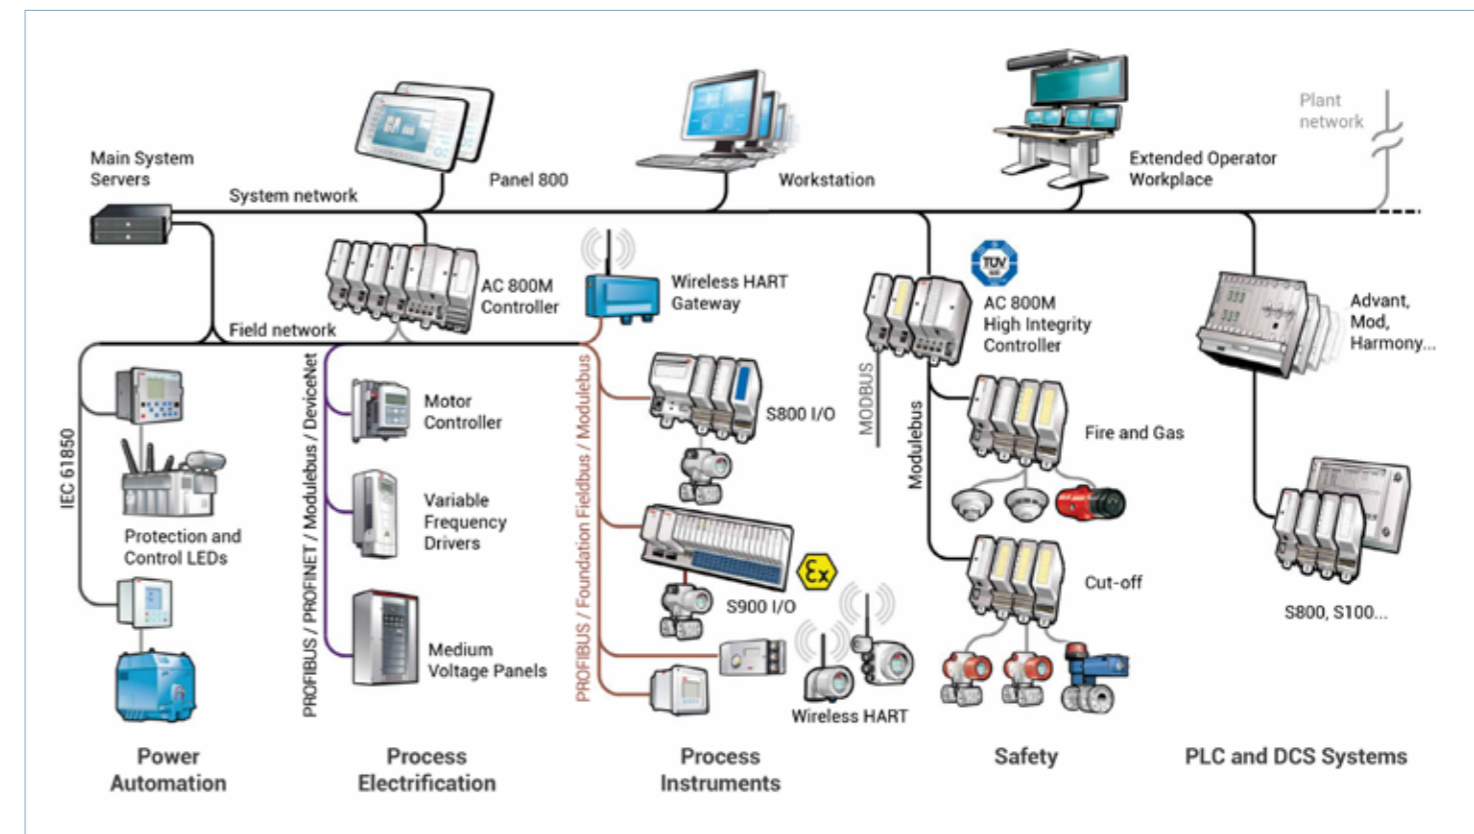 Plant
network
Main System
Servers
Extended Operator
Workplace
Panel 800
Workstation
System network
TÜV
AC 800M
Controller
Wireless HART
Gateway
AC 800M
High Integrity
Controller
Advant,
Mod,
Harmony...
Field network
IEC 61850
PROFIBUS / PROFINET / Modulebus / DeviceNet
PROFIBUS / Foundation Fieldbus / Modulebus
MODBUS
Modulebus
Motor
Controller
S800 I/O
Fire and Gas
Protection and
Control LEDs
Variable
Frequency
Drivers
Ex
S900 I/O
Cut-off
S800, S100...
Medium
Voltage Panels
Wireless HART
Power
Automation
Process
Electrification
Process
Instruments
Safety
PLC and DCS Systems